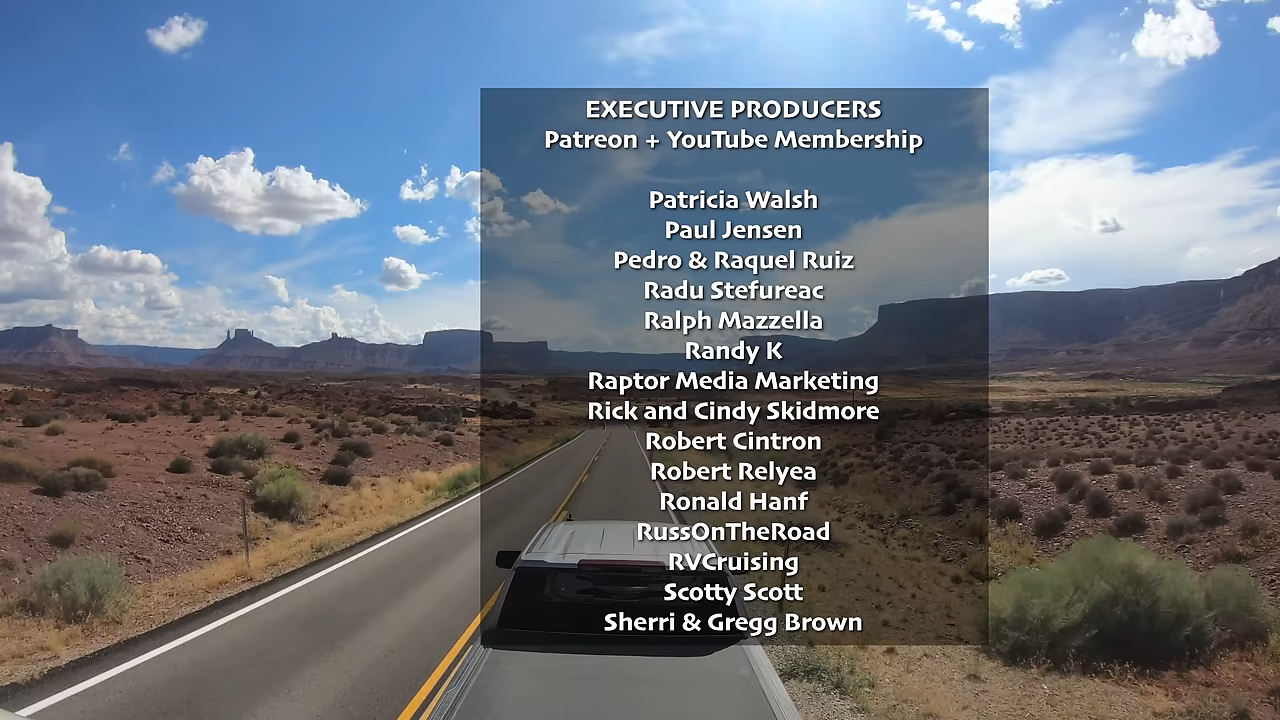 EXECUTIVE PRODUCERS
Patreon + YouTube Membership
Patricia Walsh
Paul Jensen
Pedro & Raquel Ruiz
Radu Stefureac
Ralph Mazzella
Randy K
Raptor Media Marketing
Rick and Cindy Skidmore
Robert Cintron
Robert Relyea
Ronald Hanf
RussOnTheRoad
RVCruising
Scotty Scott
Sherri & Gregg Brown